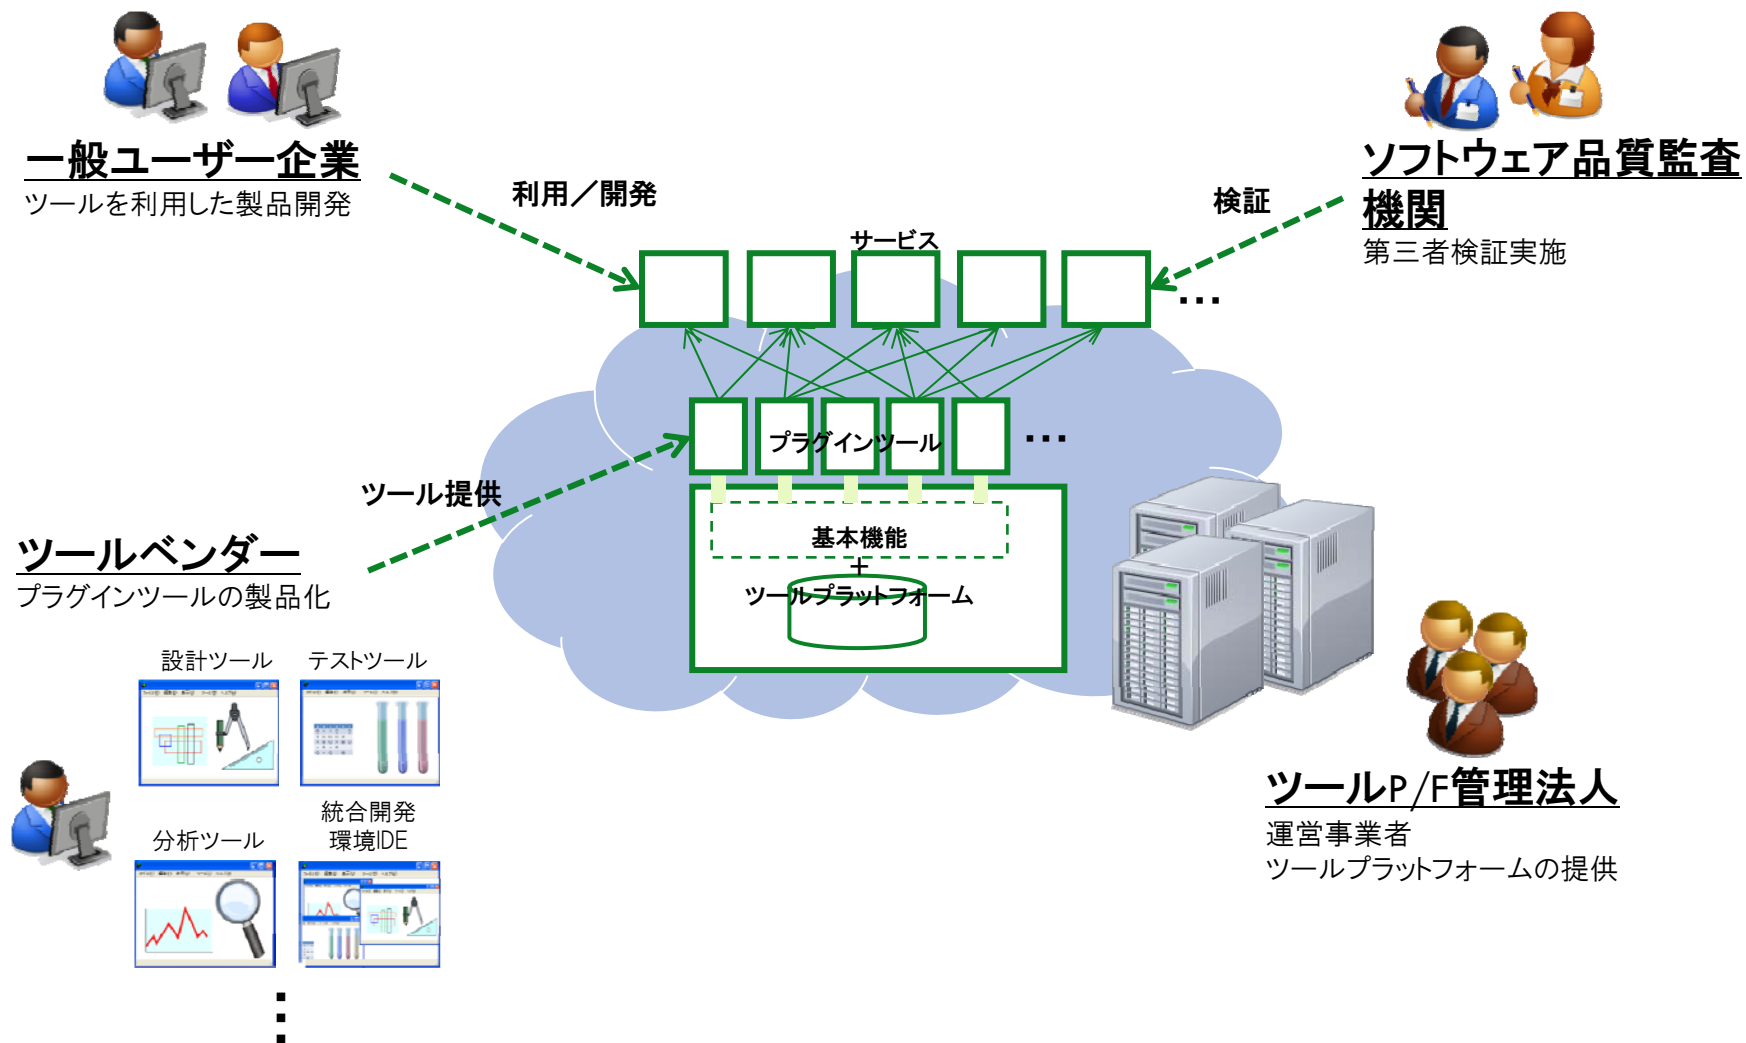 一般ユーザー企業
ツールを利用した製品開発
利用／開発
検証
ソフトウェア品質監査
機関
第三者検証実施
サービス
…
プラグインツール
…
ツール提供
基本機能
＋
ツールプラットフォーム
ツールベンダー
プラグインツールの製品化
設計ツール
テストツール
分析ツール
統合開発
環境IDE
ツールP/F管理法人
運営事業者
ツールプラットフォームの提供